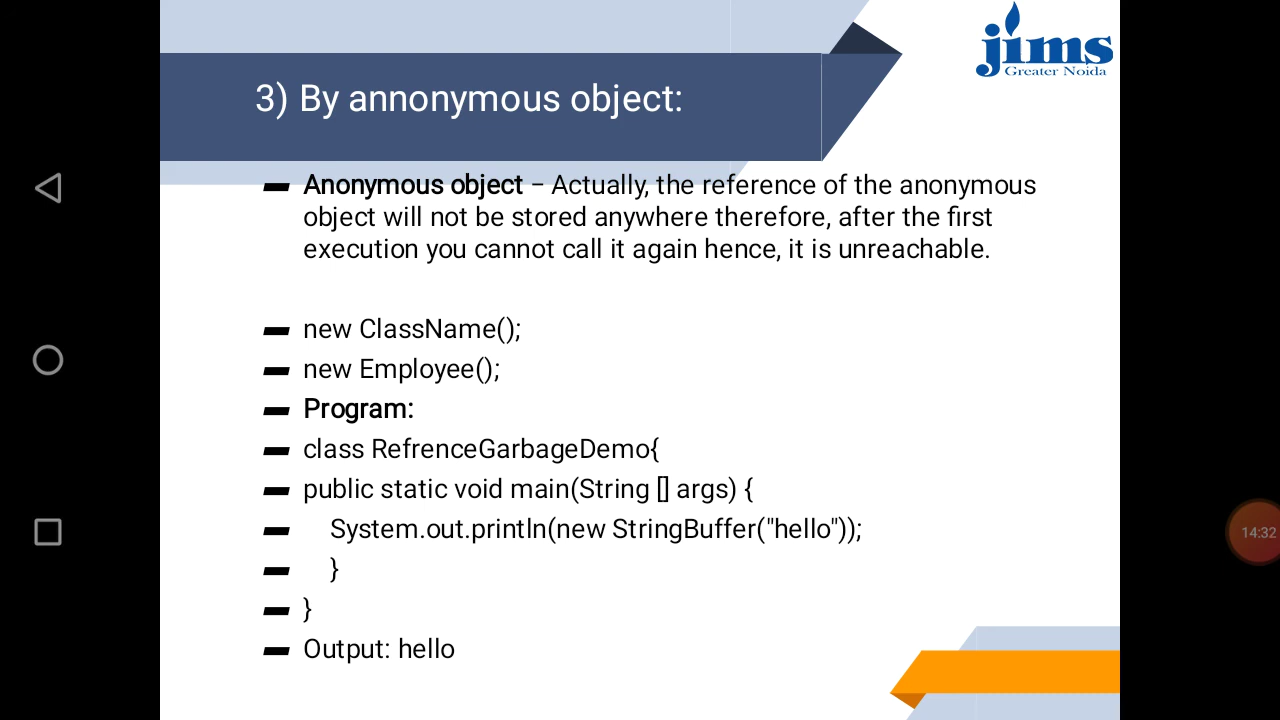 jims
Greater Noida
3) By annonymous object:
Anonymous object – Actually, the reference of the anonymous
object will not be stored anywhere therefore, after the first
execution you cannot call it again hence, it is unreachable.
new ClassName();
new Employee();
Program:
class RefrenceGarbageDemo{
public static void main(String [] args) {
System.out.println(new StringBuffer("hello"));
}
}
Output: hello
14:32